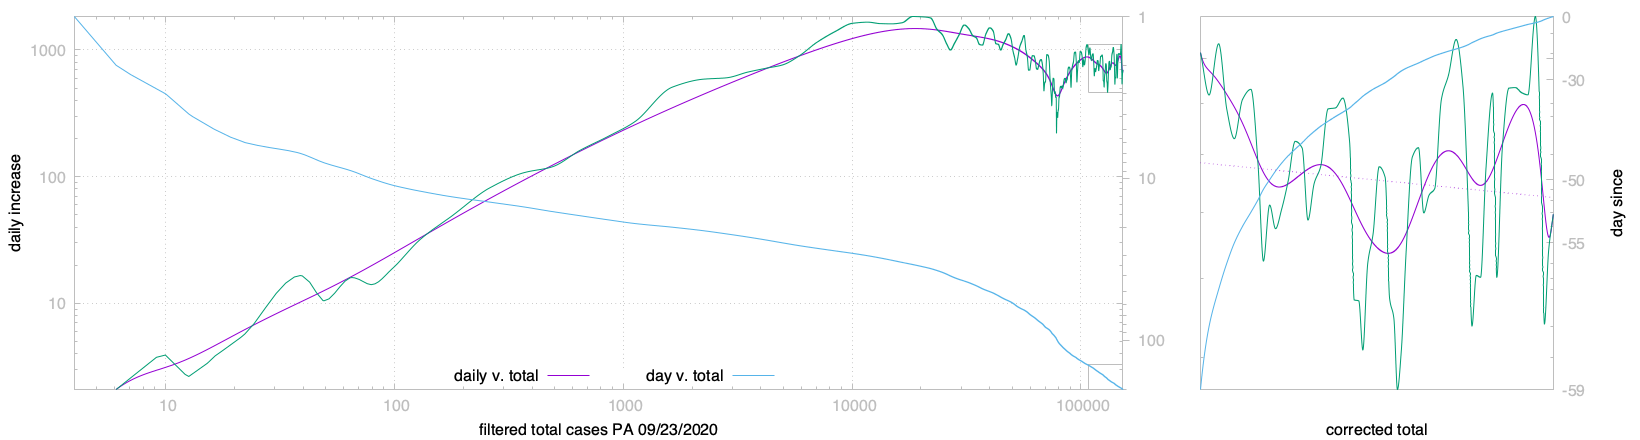 1000
100
10
daily increase
10
100
1000
10000
100000
filtered total cases PA 09/23/2020
daily v. total
day v. total
1
10
100
0
-30
-50
-55
-59
day since
corrected total